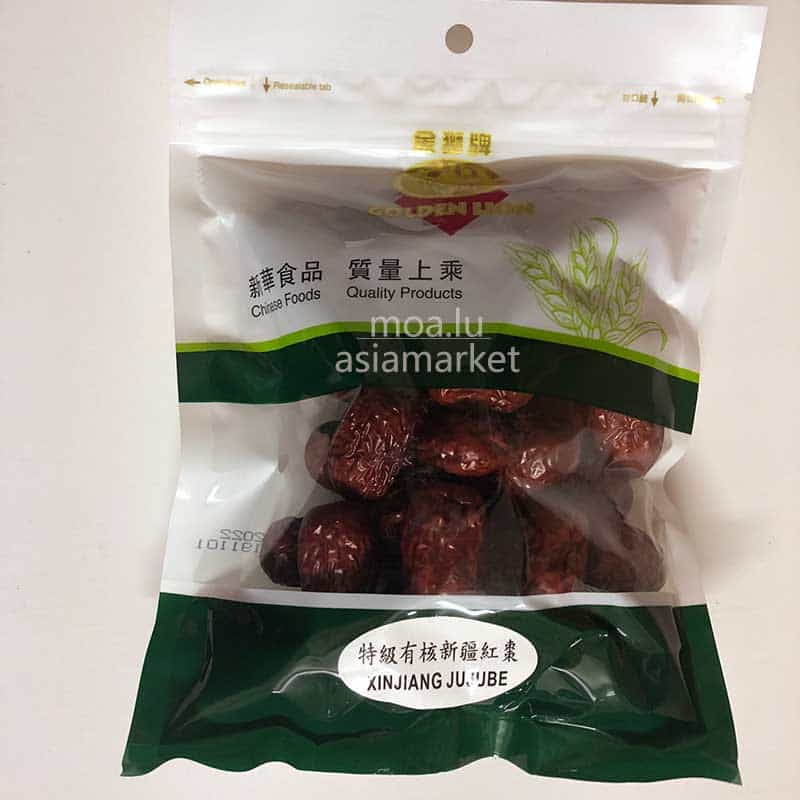 Resealable tab
金獅牌
GOLDEN LION
新華食品 質量上乘
Chinese Foods Quality Products
moa.lu
asiamarket
特級有核新疆紅棗
XINJIANG JUJUBE